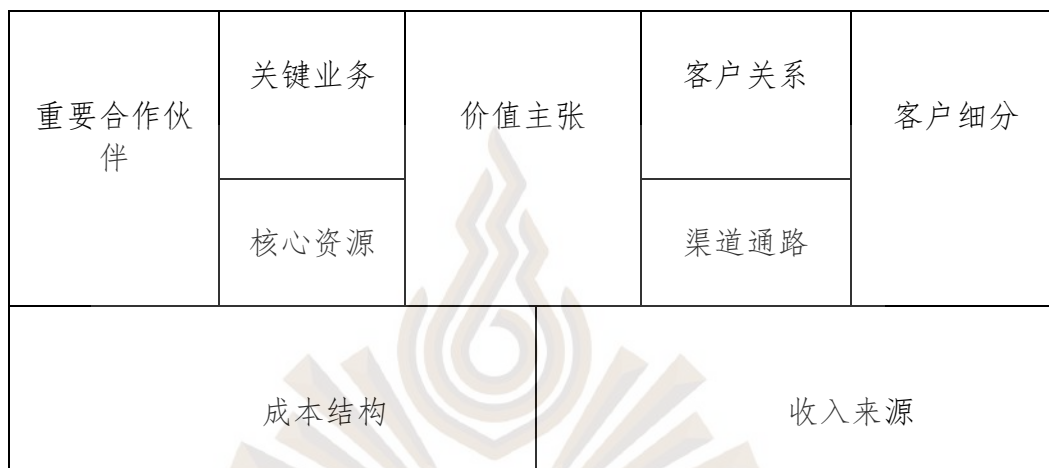 重要合作伙
伴
关键业务
核心资源
价值主张
客户关系
渠道通路
客户细分
成本结构
收入来源